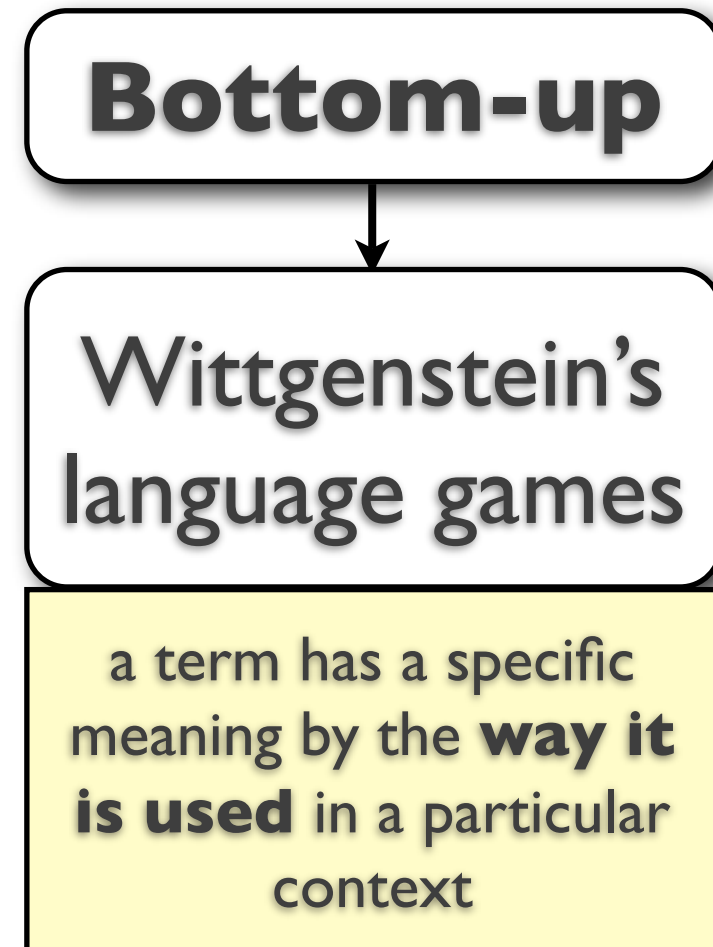 Bottom-up
Wittgenstein’s
language games
a term has a specific
meaning by the way it
is used in a particular
context